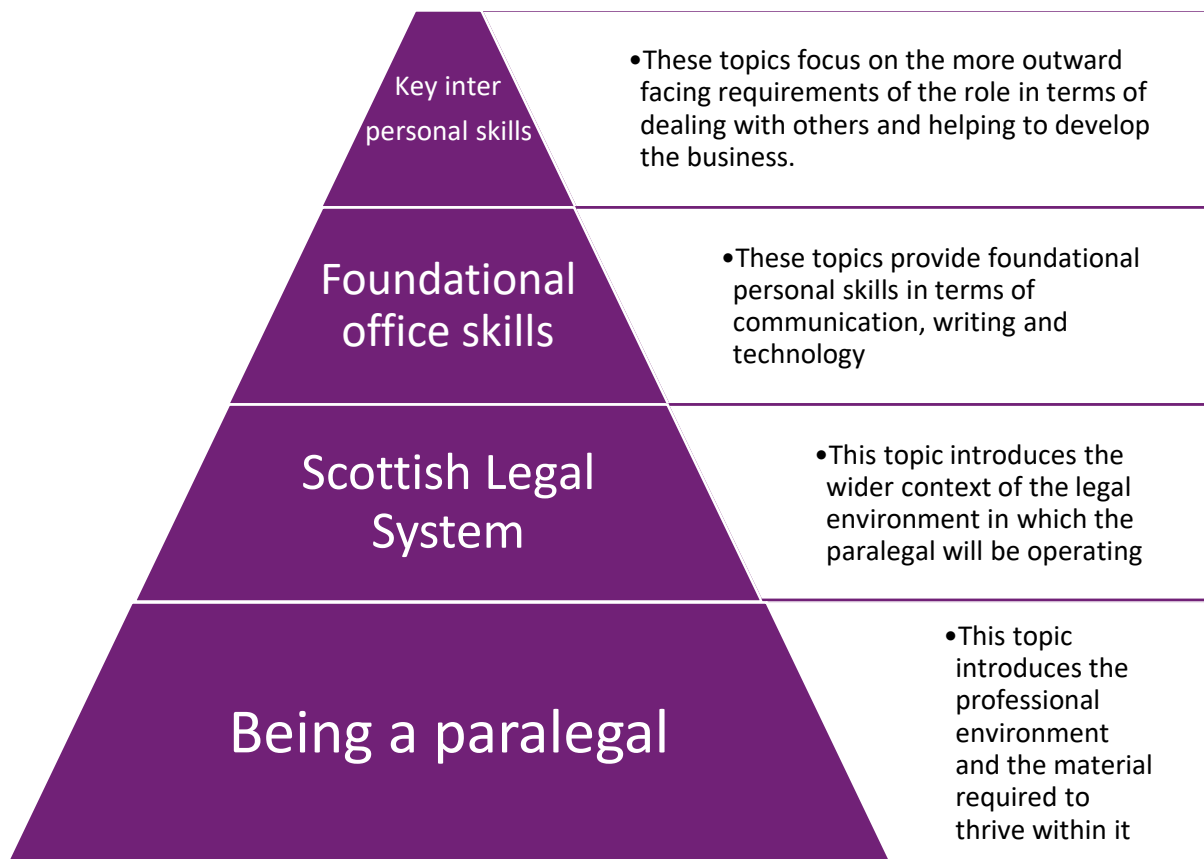 Key inter
personal skills
•These topics focus on the more outward
facing requirements of the role in terms of
dealing with others and helping to develop
the business.
Foundational
office skills
•These topics provide foundational
personal skills in terms of
communication, writing and
technology
Scottish Legal
System
•This topic introduces the
wider context of the legal
environment in which the
paralegal will be operating
Being a paralegal
•This topic
introduces the
professional
environment
and the material
required to
thrive within it